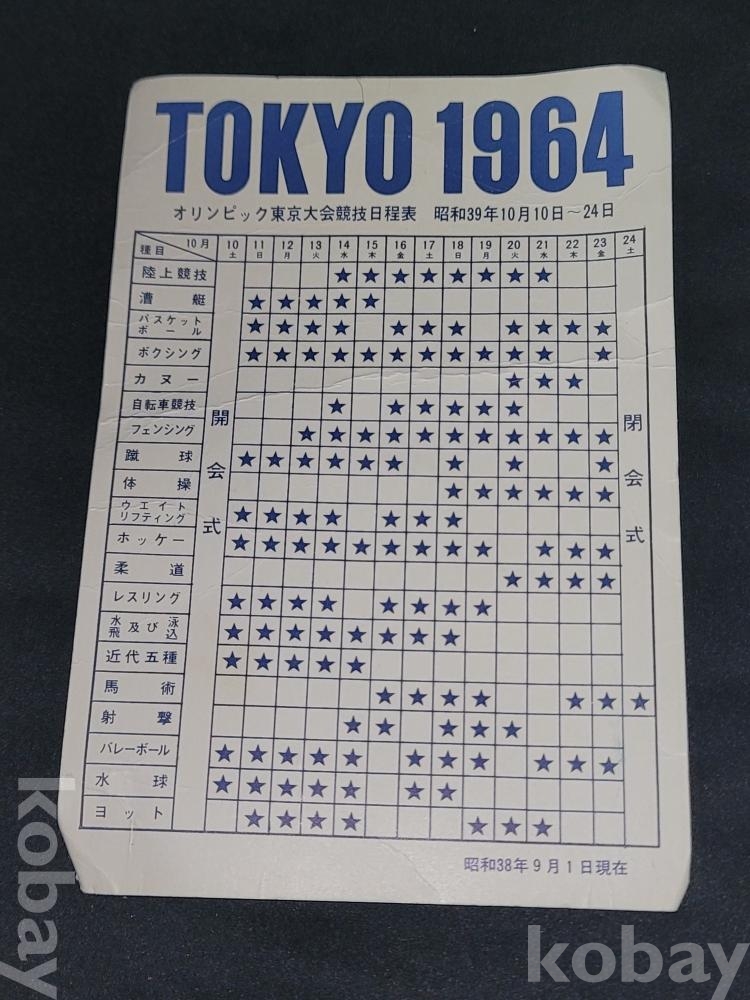 TOKYO 1964
オリンピック東京大会競技日程表 昭和39年10月10日～24日
種目 10月 10 11 12 13 14 15 16 17 18 19 20 21 22 23 24
土 日 月 火 水 木 金 土 日 月 火 水 木 金 土
陸上競技
漕艇
バスケット
ボール
ボクシング
カヌー
自転車競技
フェンシング
蹴球
体操
ウエイト
リフティング
ホッケー
柔道
レスリング
水泳
及び
飛込
近代五種
馬術
射撃
バレーボール
水球
ヨット
開会式
閉会式
昭和38年9月1日現在
kobay
kobay